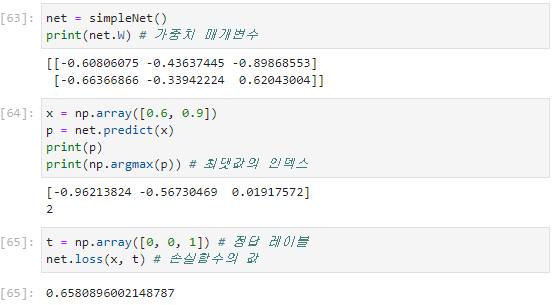 [63]: net = simpleNet()
print(net.W) # 가중치 매개변수
[[-0.60806075 -0.43637445 -0.89868553]
[-0.66366866 -0.33942224 0.62043004]]
[64]: x = np.array([0.6, 0.9])
p = net.predict(x)
print(p)
print(np.argmax(p)) # 최댓값의 인덱스
[-0.96213824 -0.56730469 0.01917572]
2
[65]: t = np.array([0, 0, 1]) # 정답 레이블
net.loss(x, t) # 손실함수의 값
[65]: 0.6580896002148787